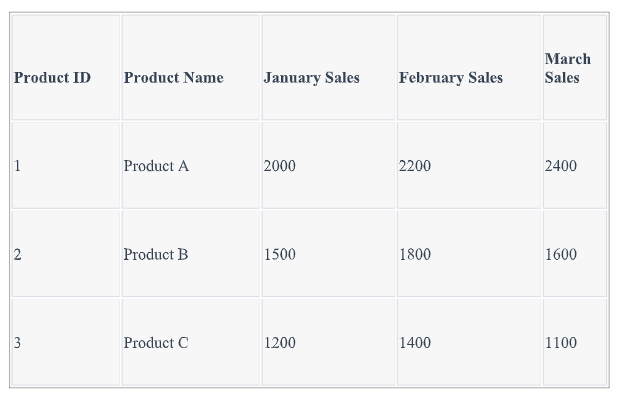 Product ID Product Name January Sales February Sales March Sales
1 Product A 2000 2200 2400
2 Product B 1500 1800 1600
3 Product C 1200 1400 1100